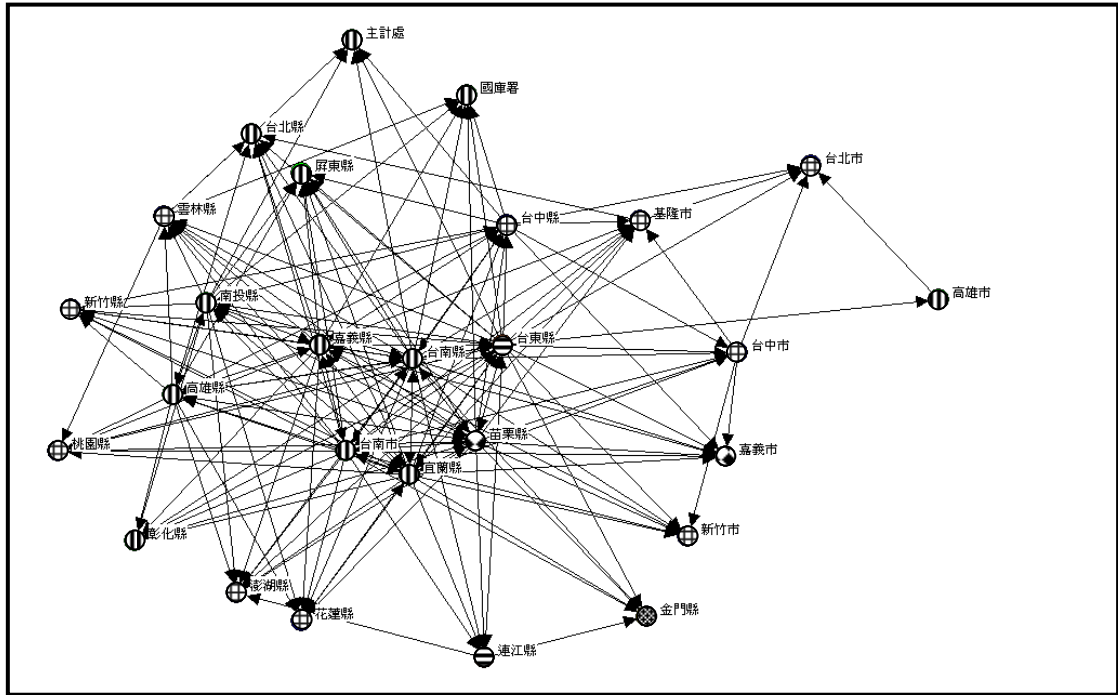 主計處
國庫署
台北縣
屏東縣
台北市
雲林縣
台中縣
基隆市
新竹縣
南投縣
高雄市
嘉義縣
台南縣
台東縣
台中市
高雄縣
桃園縣
台南市
苗栗縣
宜蘭縣
嘉義市
彰化縣
新竹市
澎湖縣
花蓮縣
金門縣
連江縣